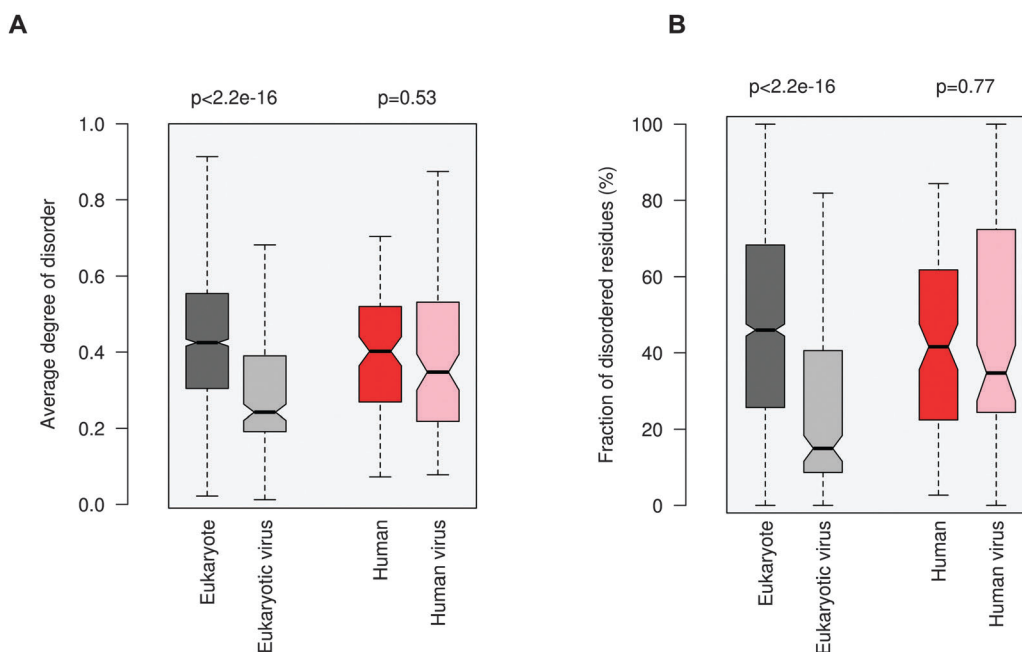 A
p<2.2e-16
p=0.53
Average degree of disorder
1.0
0.8
0.6
0.4
0.2
0.0
Eukaryote
Eukaryotic virus
Human
Human virus
B
p<2.2e-16
p=0.77
Fraction of disordered residues (%)
100
80
60
40
20
0
Eukaryote
Eukaryotic virus
Human
Human virus